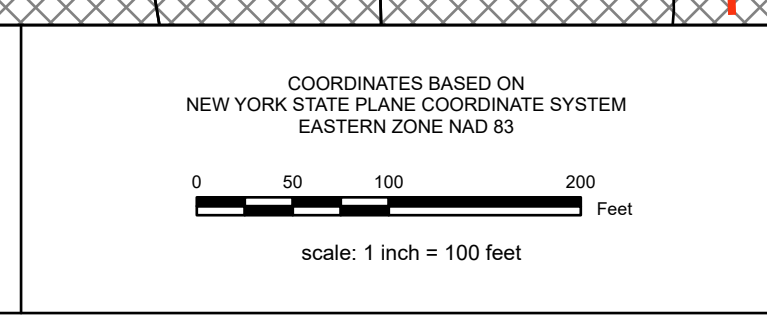 COORDINATES BASED ON
NEW YORK STATE PLANE COORDINATE SYSTEM
EASTERN ZONE NAD 83
0 50 100 200
Feet
scale: 1 inch = 100 feet